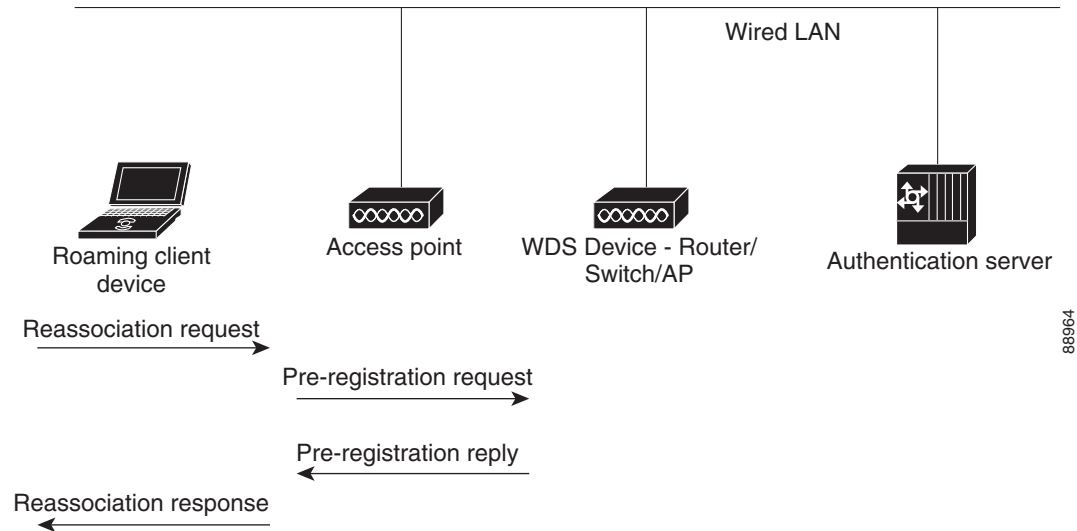 Wired LAN
Roaming client
device
Access point
WDS Device - Router/
Switch/AP
Authentication server
88964
Reassociation request
Pre-registration request
Pre-registration reply
Reassociation response